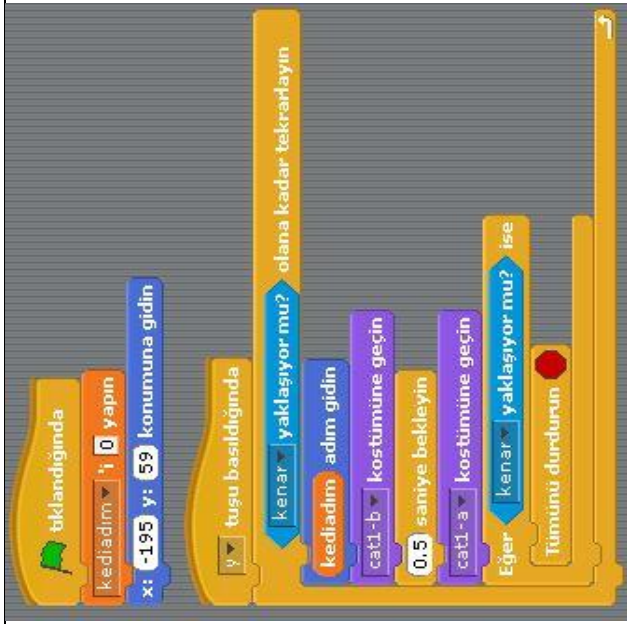 tıklandığında
kediadım 'i 0 yapın
x: -195 y: 59 konumuna gidin
y tuşu basıldığında
kenar yaklaşıyor mu? olana kadar tekrarlayın
kediadım adım gidin
cat1-b kostümüne geçin
0.5 saniye bekleyin
cat1-a kostümüne geçin
Eğer kenar yaklaşıyor mu? ise
Tümünü durdurun